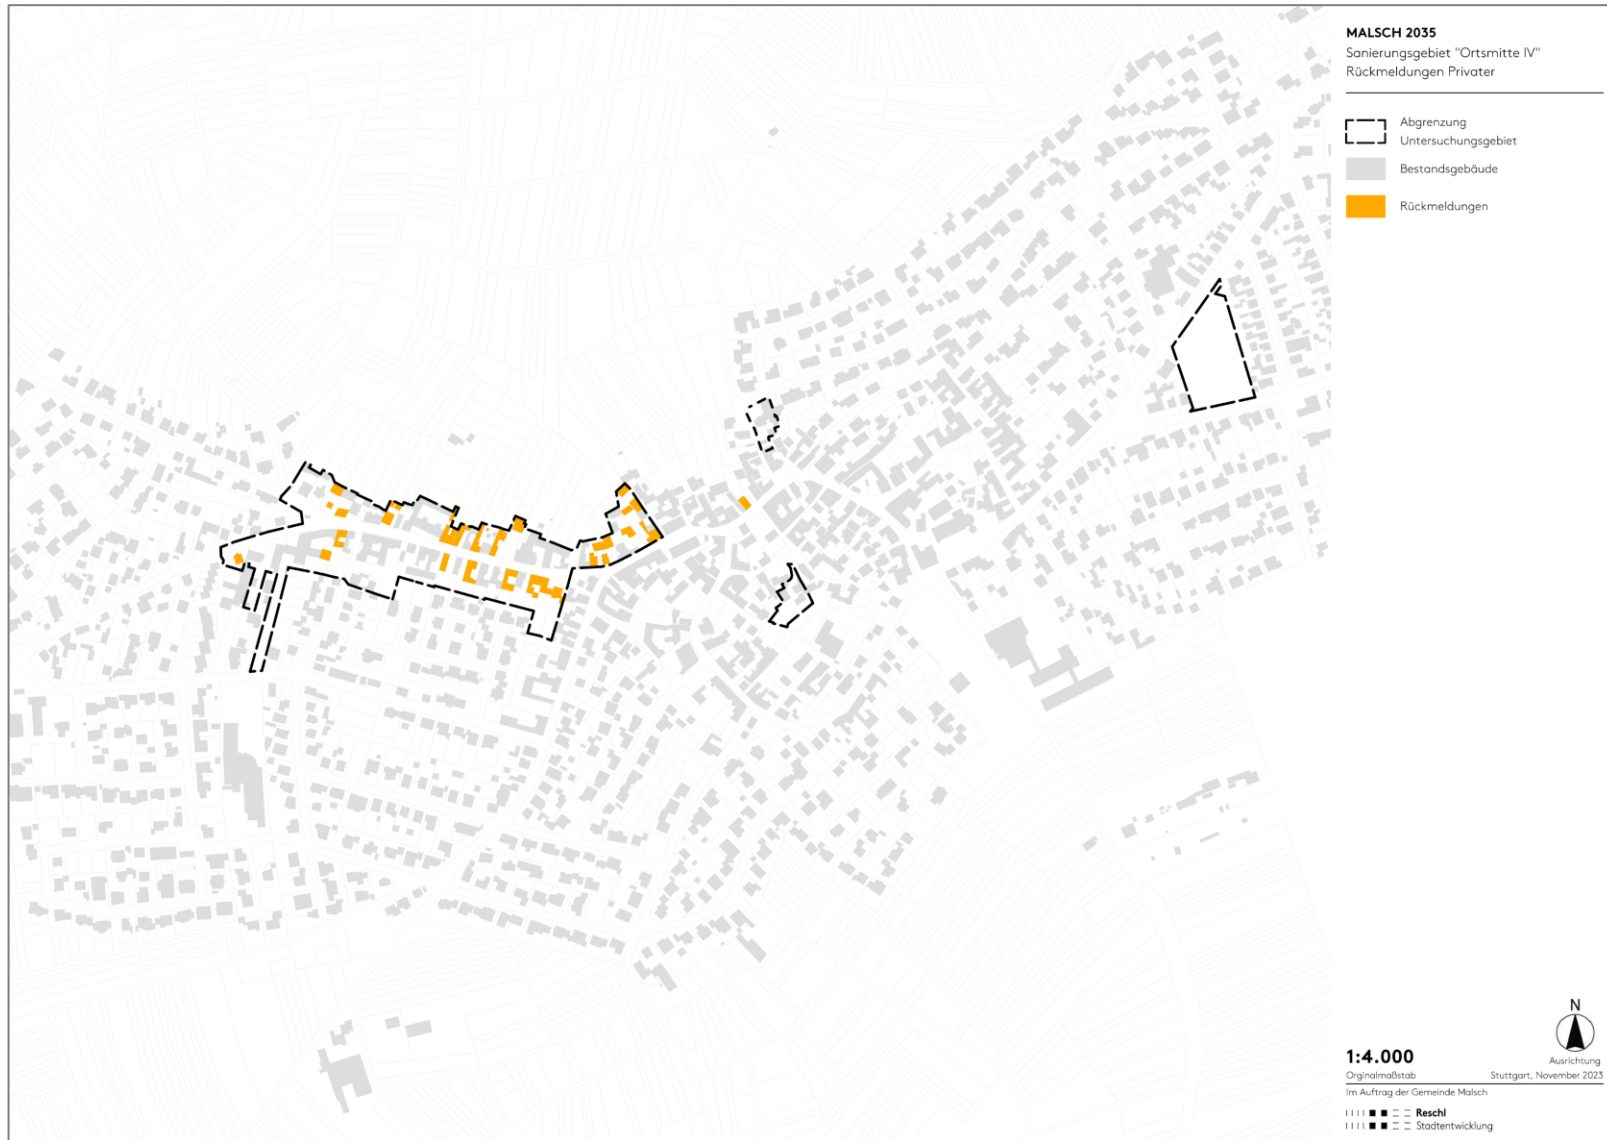 MALSCH 2035
Sanierungsgebiet "Ortsmitte IV"
Rückmeldungen Privater
Abgrenzung
Untersuchungsgebiet
Bestandsgebäude
Rückmeldungen
N
Ausrichtung
1:4.000
Orginalmaßstab
Stuttgart, November 2023
Im Auftrag der Gemeinde Malsch
Reschl
Stadtentwicklung